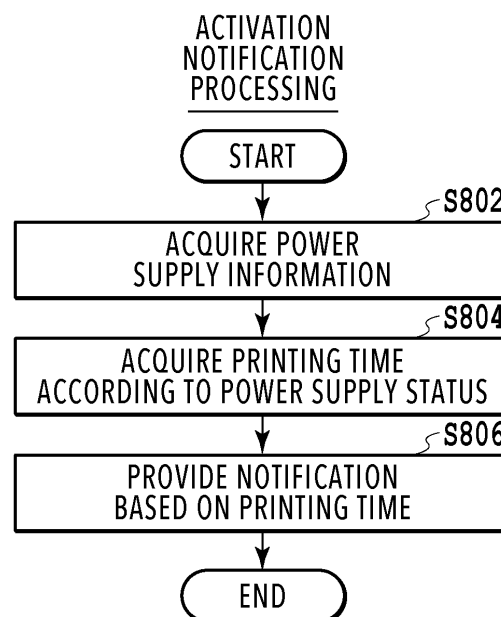 ACTIVATION
NOTIFICATION
PROCESSING
START
S802
ACQUIRE POWER
SUPPLY INFORMATION
S804
ACQUIRE PRINTING TIME
ACCORDING TO POWER SUPPLY STATUS
S806
PROVIDE NOTIFICATION
BASED ON PRINTING TIME
END